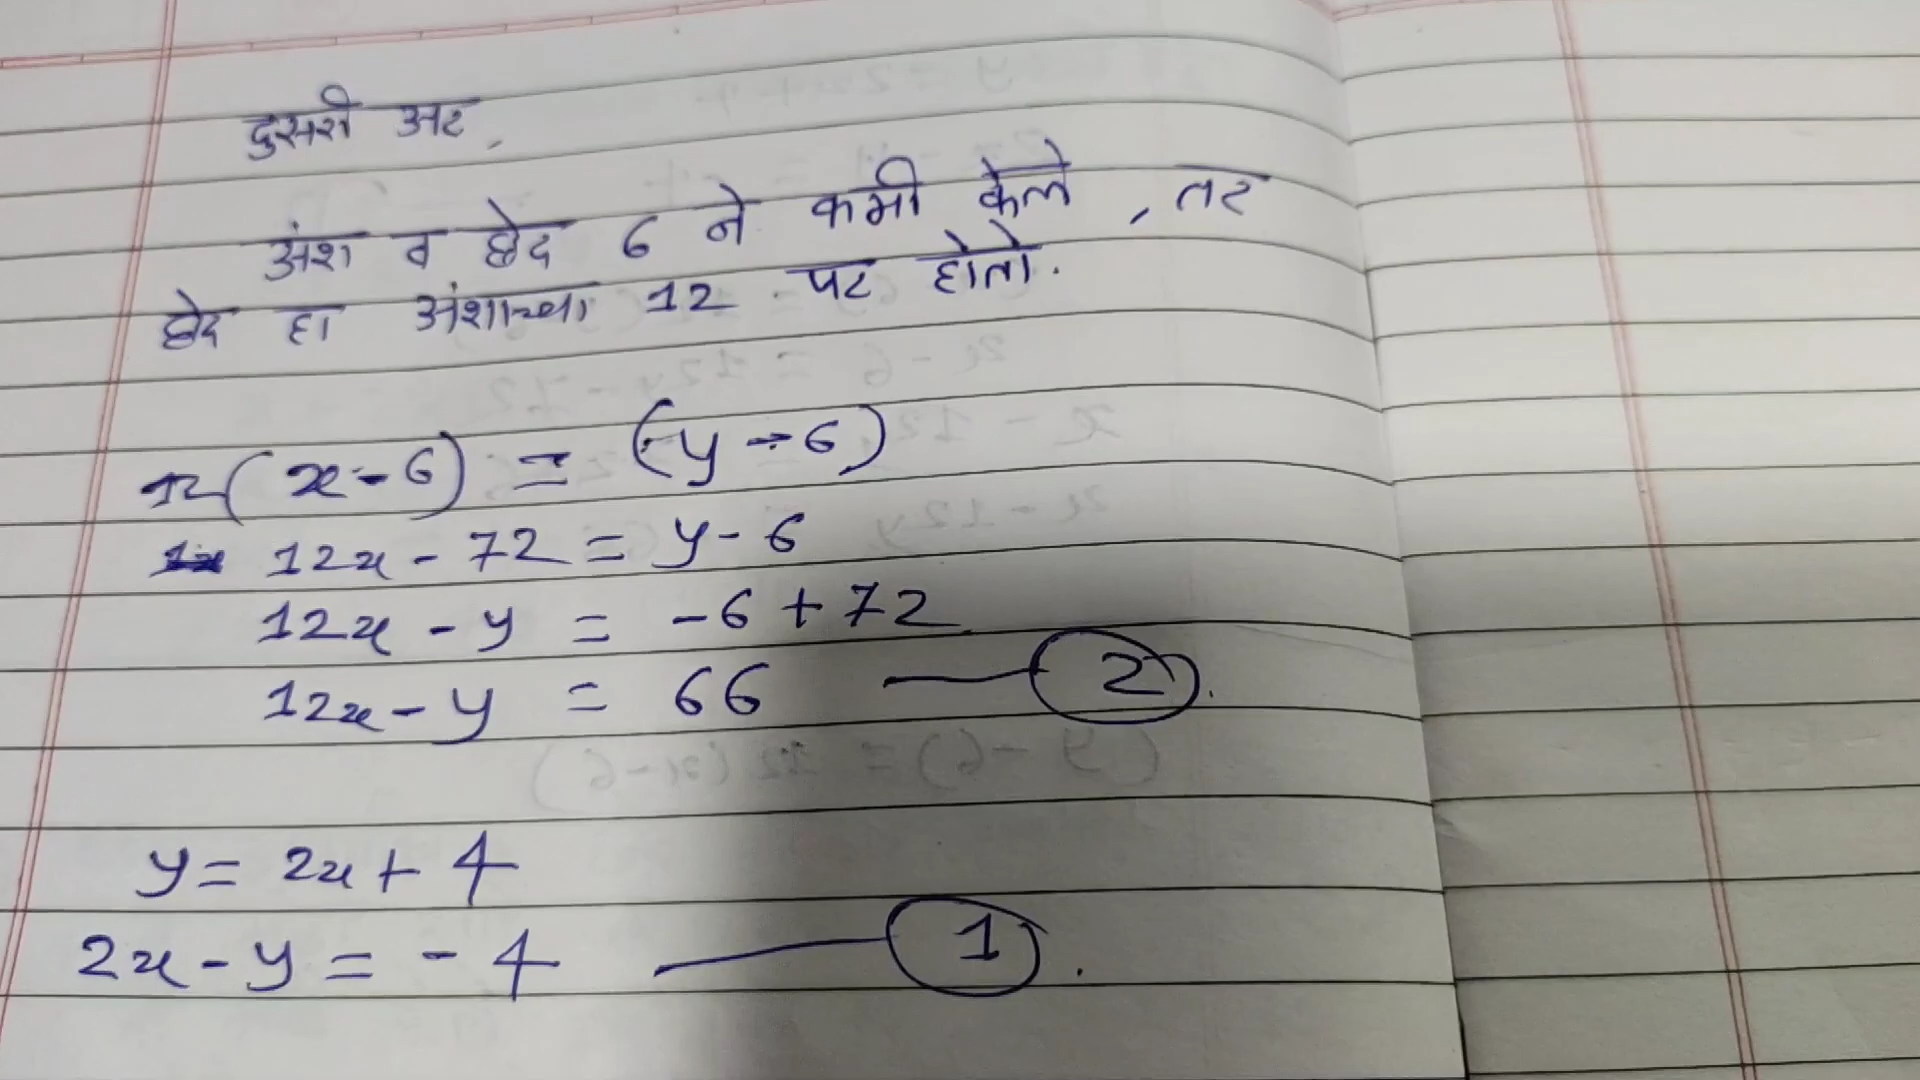 दुसरी अट,
अंश व छेद 6 ने कमी केले, तर
छेद हा अंशाच्या 12 पट होतो.
12(x-6) = (y-6)
12x - 72 = y - 6
12x - y = -6 + 72
12x - y = 66 — 2.
y = 2x + 4
2x - y = -4 — 1.